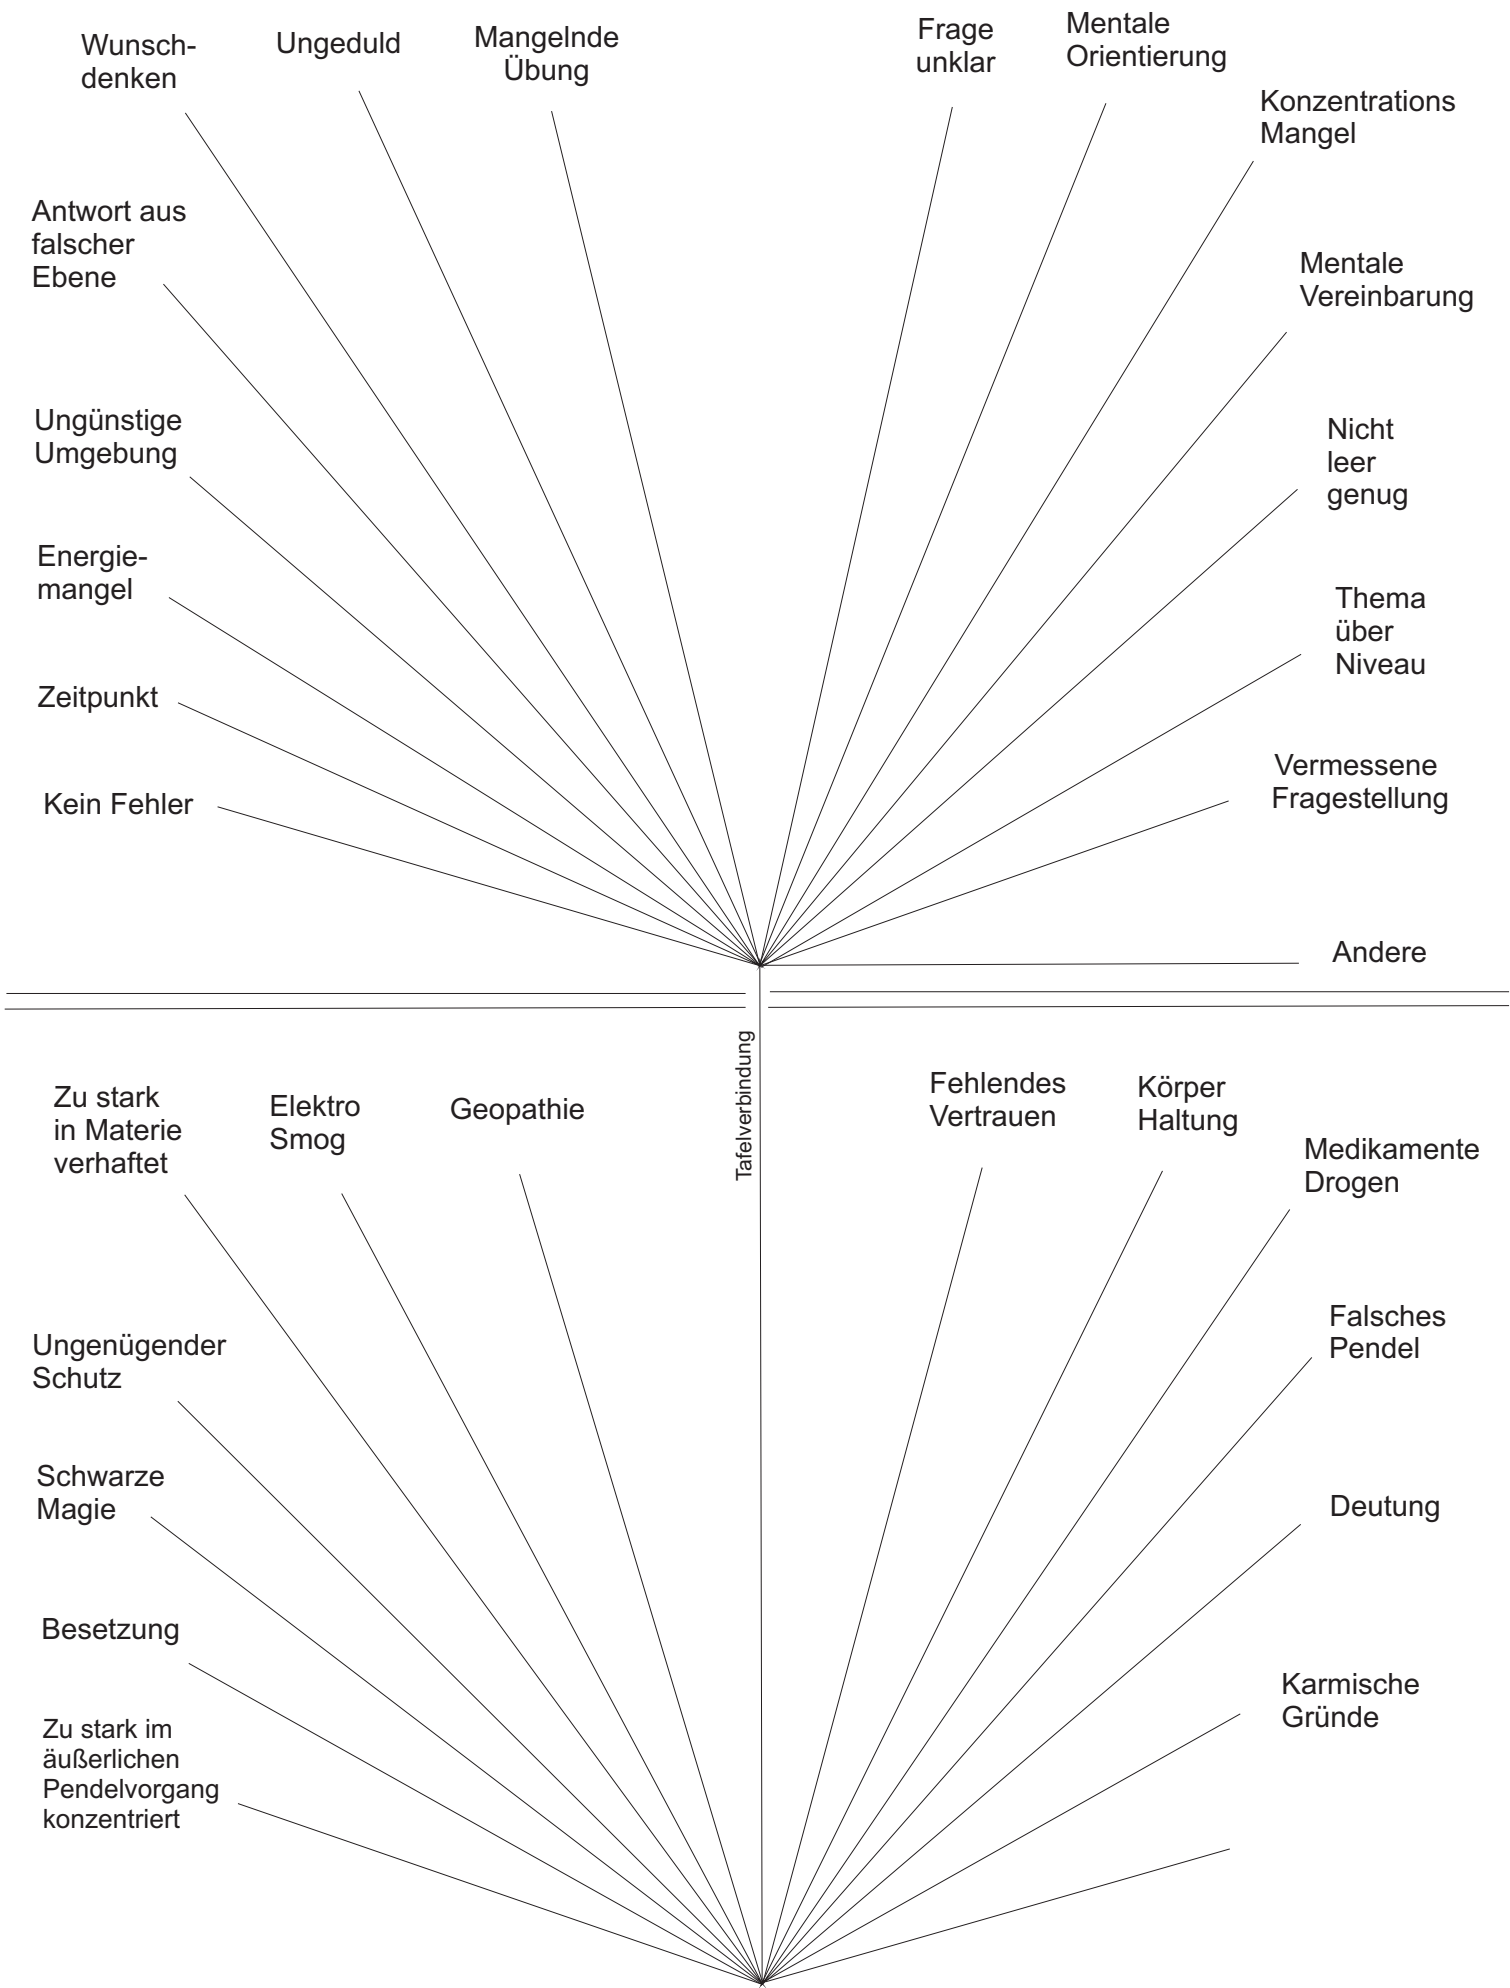 Wunsch-
denken
Ungeduld
Mangelnde
Übung
Frage
unklar
Mentale
Orientierung
Konzentrations
Mangel
Antwort aus
falscher
Ebene
Mentale
Vereinbarung
Ungünstige
Umgebung
Nicht
leer
genug
Energie-
mangel
Thema
über
Niveau
Zeitpunkt
Vermessene
Fragestellung
Kein Fehler
Andere
Tafelverbindung
Zu stark
in Materie
verhaftet
Elektro
Smog
Geopathie
Fehlendes
Vertrauen
Körper
Haltung
Medikamente
Drogen
Ungenügender
Schutz
Falsches
Pendel
Schwarze
Magie
Deutung
Besetzung
Karmische
Gründe
Zu stark im
äußerlichen
Pendelvorgang
konzentriert